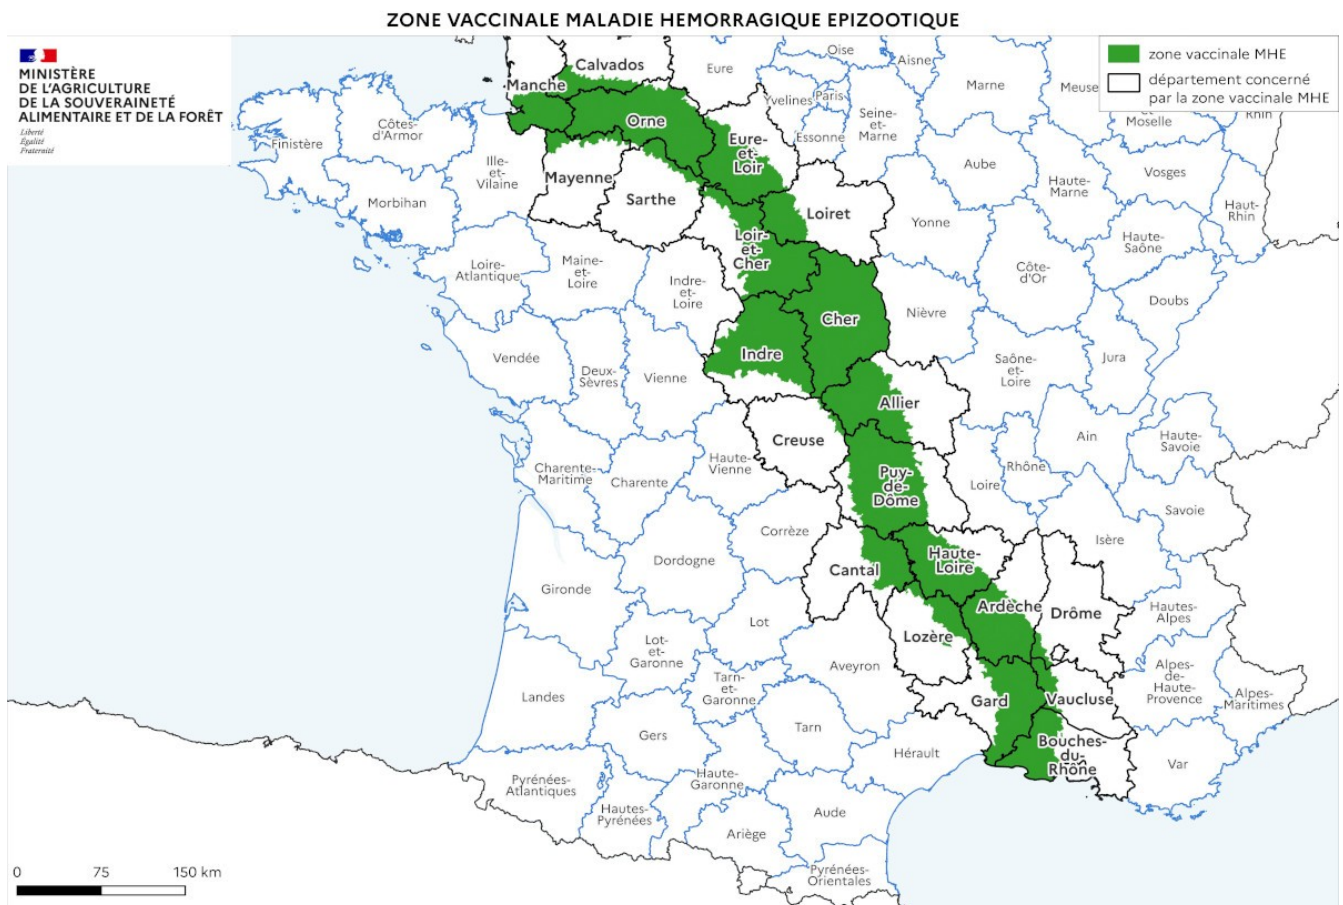 ZONE VACCINALE MALADIE HEMORRAGIQUE EPIZOOTIQUE
MINISTÈRE
DE L'AGRICULTURE
DE LA SOUVERAINETÉ
ALIMENTAIRE ET DE LA FORÊT
Liberté
Égalité
Fraternité
zone vaccinale MHE
département concerné
par la zone vaccinale MHE
Oise
Aisne
Calvados
Eure
Manche
Marne
Meuse
et-
Moselle
Rhin
Yvelines
Paris
Essonne
Seine-
et-
Marne
Orne
Côtes-
d'Armor
Finistère
Ille-
et-
Vilaine
Eure-
et-
Loir
Aube
Haute-
Marne
Vosges
Mayenne
Sarthe
Morbihan
Loiret
Yonne
Haut-
Rhin
Haute-
Saône
Loir-
et-
Cher
Loire-
Atlantique
Maine-
et-
Loire
Indre-
et-
Loire
Côte-
d'Or
Doubs
Cher
Nièvre
Indre
Vendée
Deux-
Sèvres
Vienne
Saône-
et-
Loire
Jura
Allier
Creuse
Ain
Haute-
Savoie
Charente-
Maritime
Charente
Haute-
Vienne
Puy-
de-
Dôme
Loire
Rhône
Savoie
Corrèze
Isère
Dordogne
Cantal
Haute-
Loire
Gironde
Ardèche
Drôme
Hautes-
Alpes
Lot
Lozère
Lot-
et-
Garonne
Aveyron
Alpes-
de-
Haute-
Provence
Alpes-
Maritimes
Landes
Tarn-
et-
Garonne
Gard
Vaucluse
Gers
Tarn
Hérault
Bouches-
du-
Rhône
Var
Pyrénées-
Atlantiques
Haute-
Garonne
Hautes-
Pyrénées
Aude
Ariège
Pyrénées-
Orientales
0 75 150 km